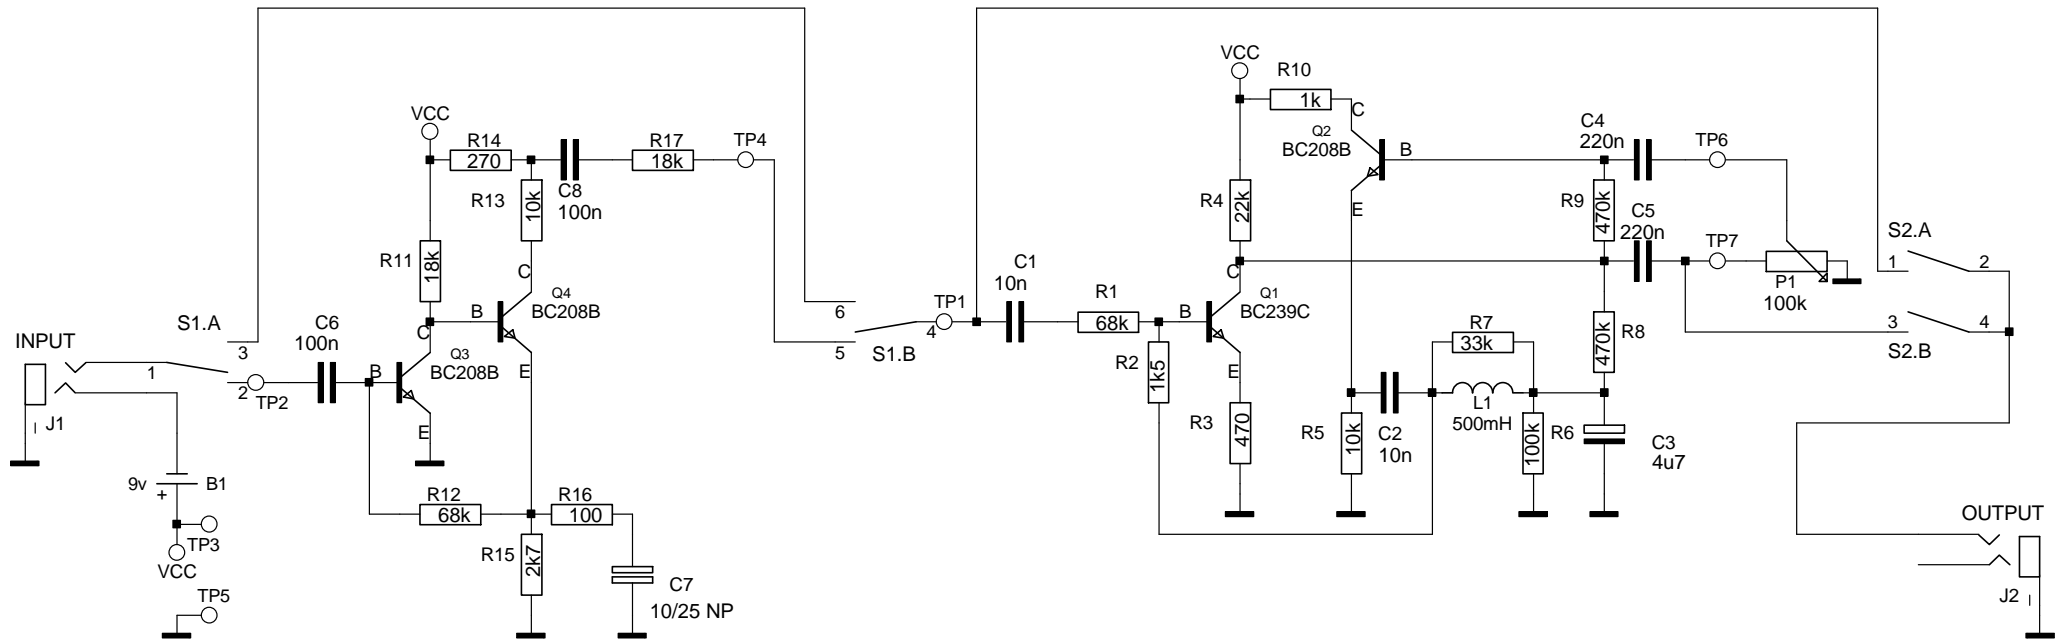 VCC
R10
1k
C
Q2
BC208B
B
E
C4
220n
TP6
VCC
R14
270
R17
18k
TP4
C8
100n
R13
10k
R4
22k
R9
470k
C5
220n
TP7
S2.A
1
2
P1
100k
R11
18k
C
Q4
BC208B
B
E
C1
10n
R1
68k
C
Q1
BC239C
B
E
6
TP1
4
5
S1.B
3
4
S2.B
INPUT
S1.A
3
1
2
TP2
C6
100n
C
Q3
BC208B
B
E
J1
R2
1k5
R7
33k
R8
470k
R3
470
R5
10k
C2
10n
L1
500mH
R6
100k
C3
4u7
9v
+
B1
R12
68k
R16
100
TP3
VCC
R15
2k7
C7
10/25 NP
TP5
OUTPUT
J2